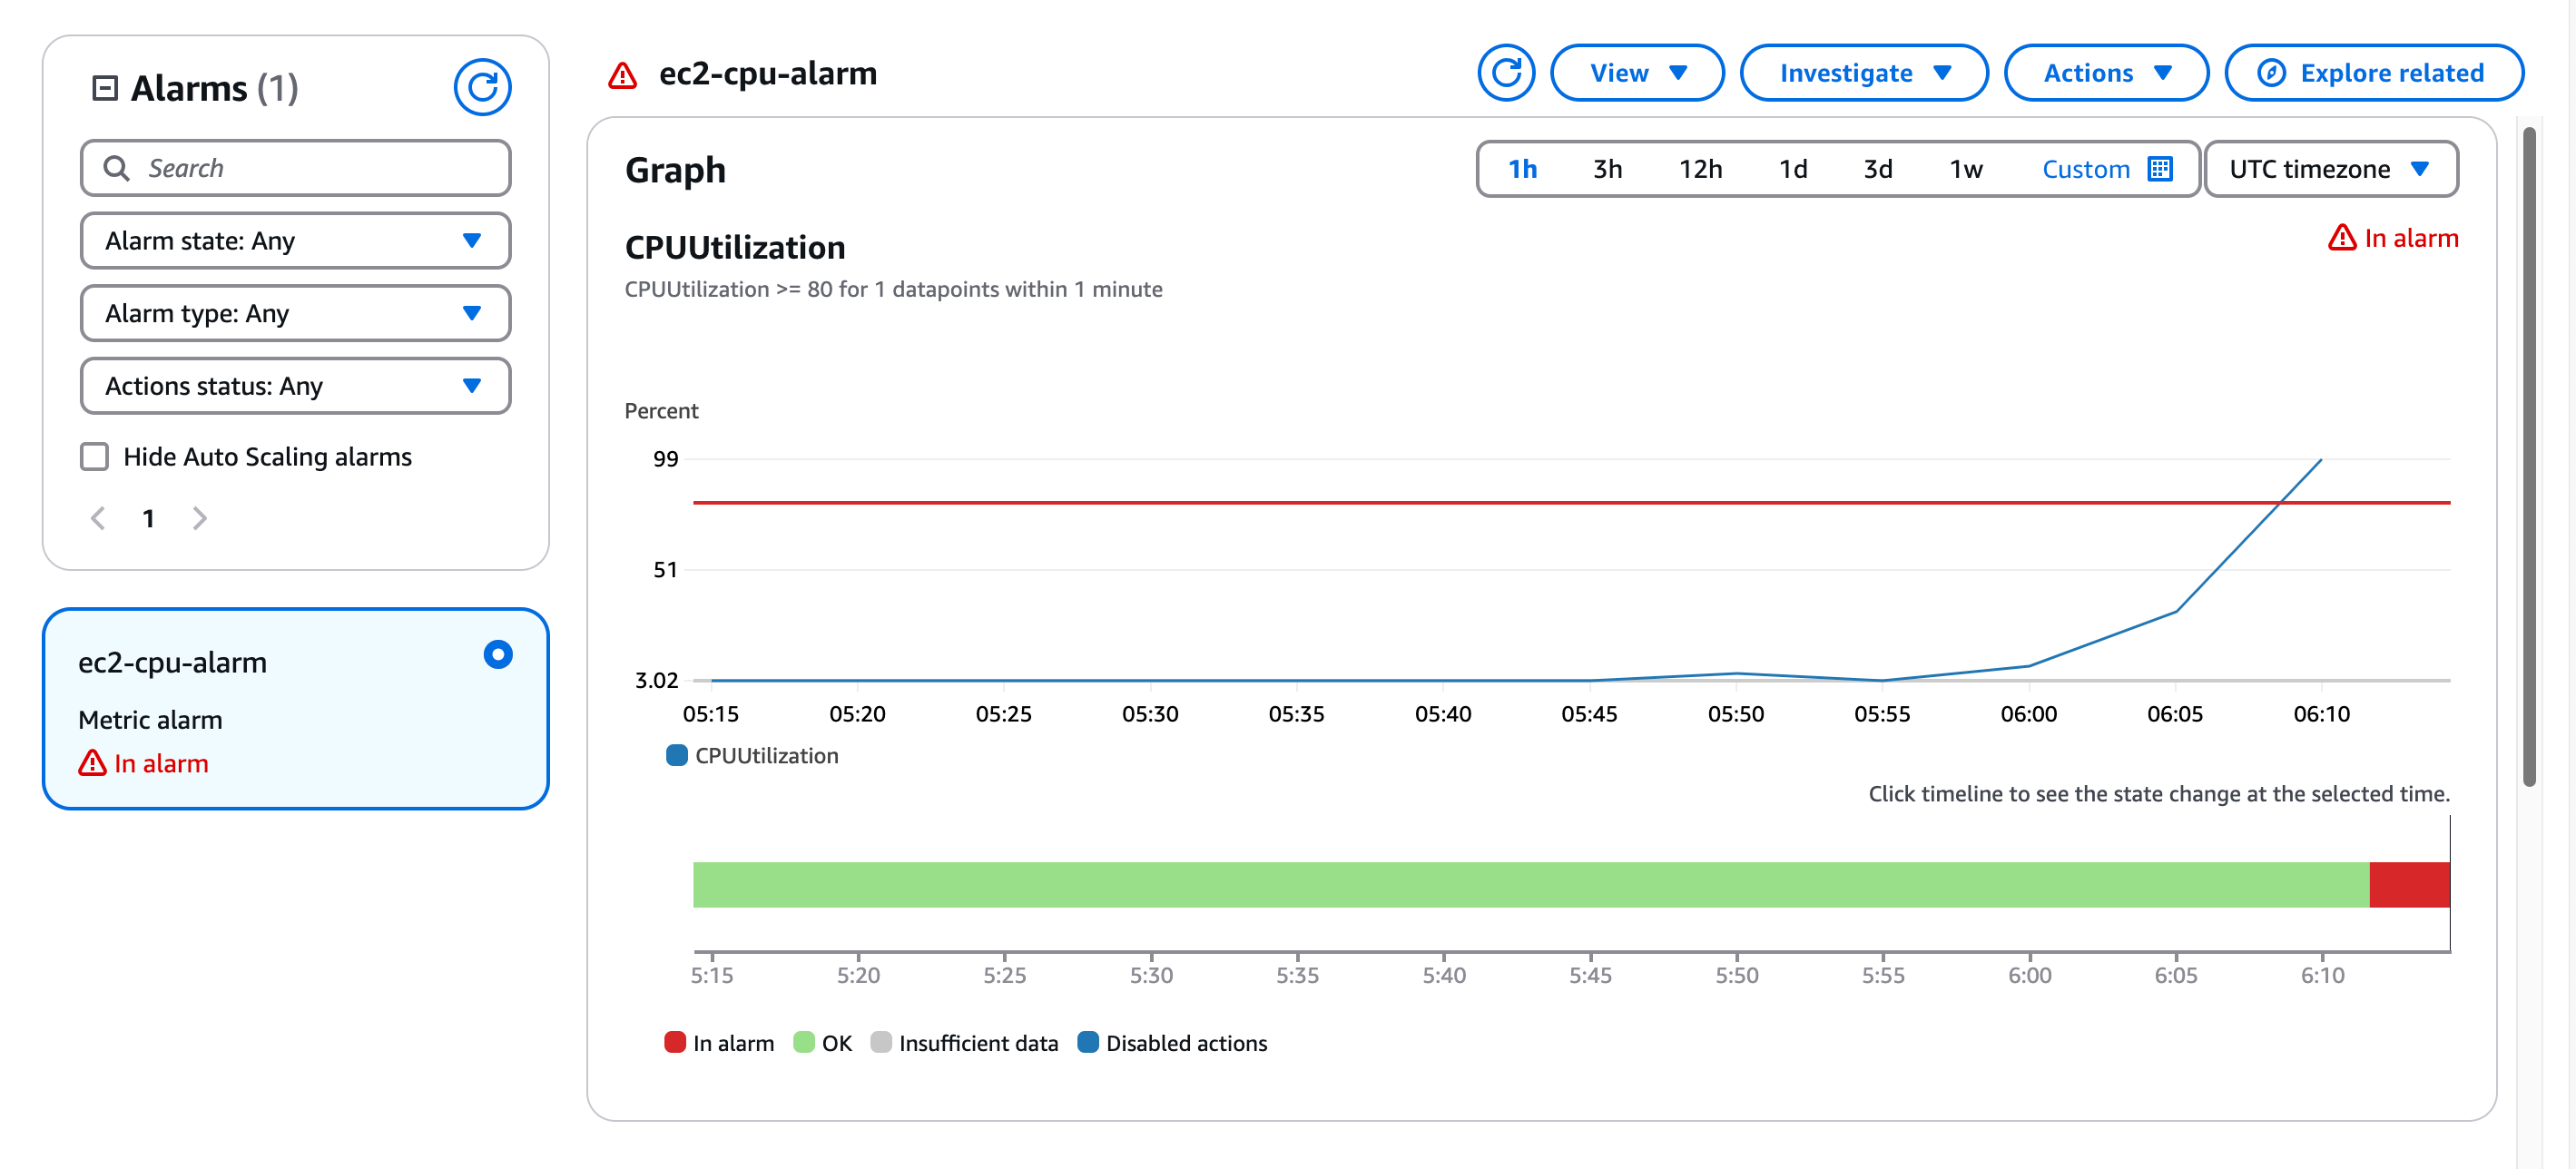 Alarms (1)
Search
Alarm state: Any
Alarm type: Any
Actions status: Any
Hide Auto Scaling alarms
1
ec2-cpu-alarm
Metric alarm
In alarm
ec2-cpu-alarm
View
Investigate
Actions
Explore related
Graph
1h 3h 12h 1d 3d 1w Custom
UTC timezone
CPUUtilization
In alarm
CPUUtilization >= 80 for 1 datapoints within 1 minute
Percent
99
51
3.02
05:15 05:20 05:25 05:30 05:35 05:40 05:45 05:50 05:55 06:00 06:05 06:10
CPUUtilization
Click timeline to see the state change at the selected time.
5:15 5:20 5:25 5:30 5:35 5:40 5:45 5:50 5:55 6:00 6:05 6:10
In alarm OK Insufficient data Disabled actions